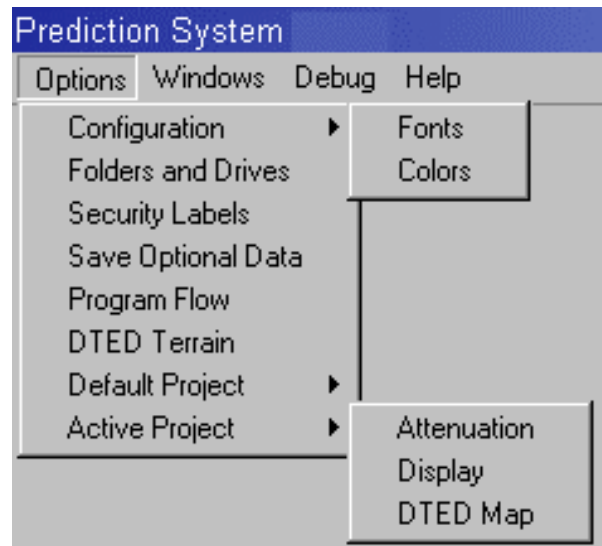 Prediction System
Options Windows Debug Help
Configuration Fonts
Folders and Drives Colors
Security Labels
Save Optional Data
Program Flow
DTED Terrain
Default Project
Active Project Attenuation
Display
DTED Map